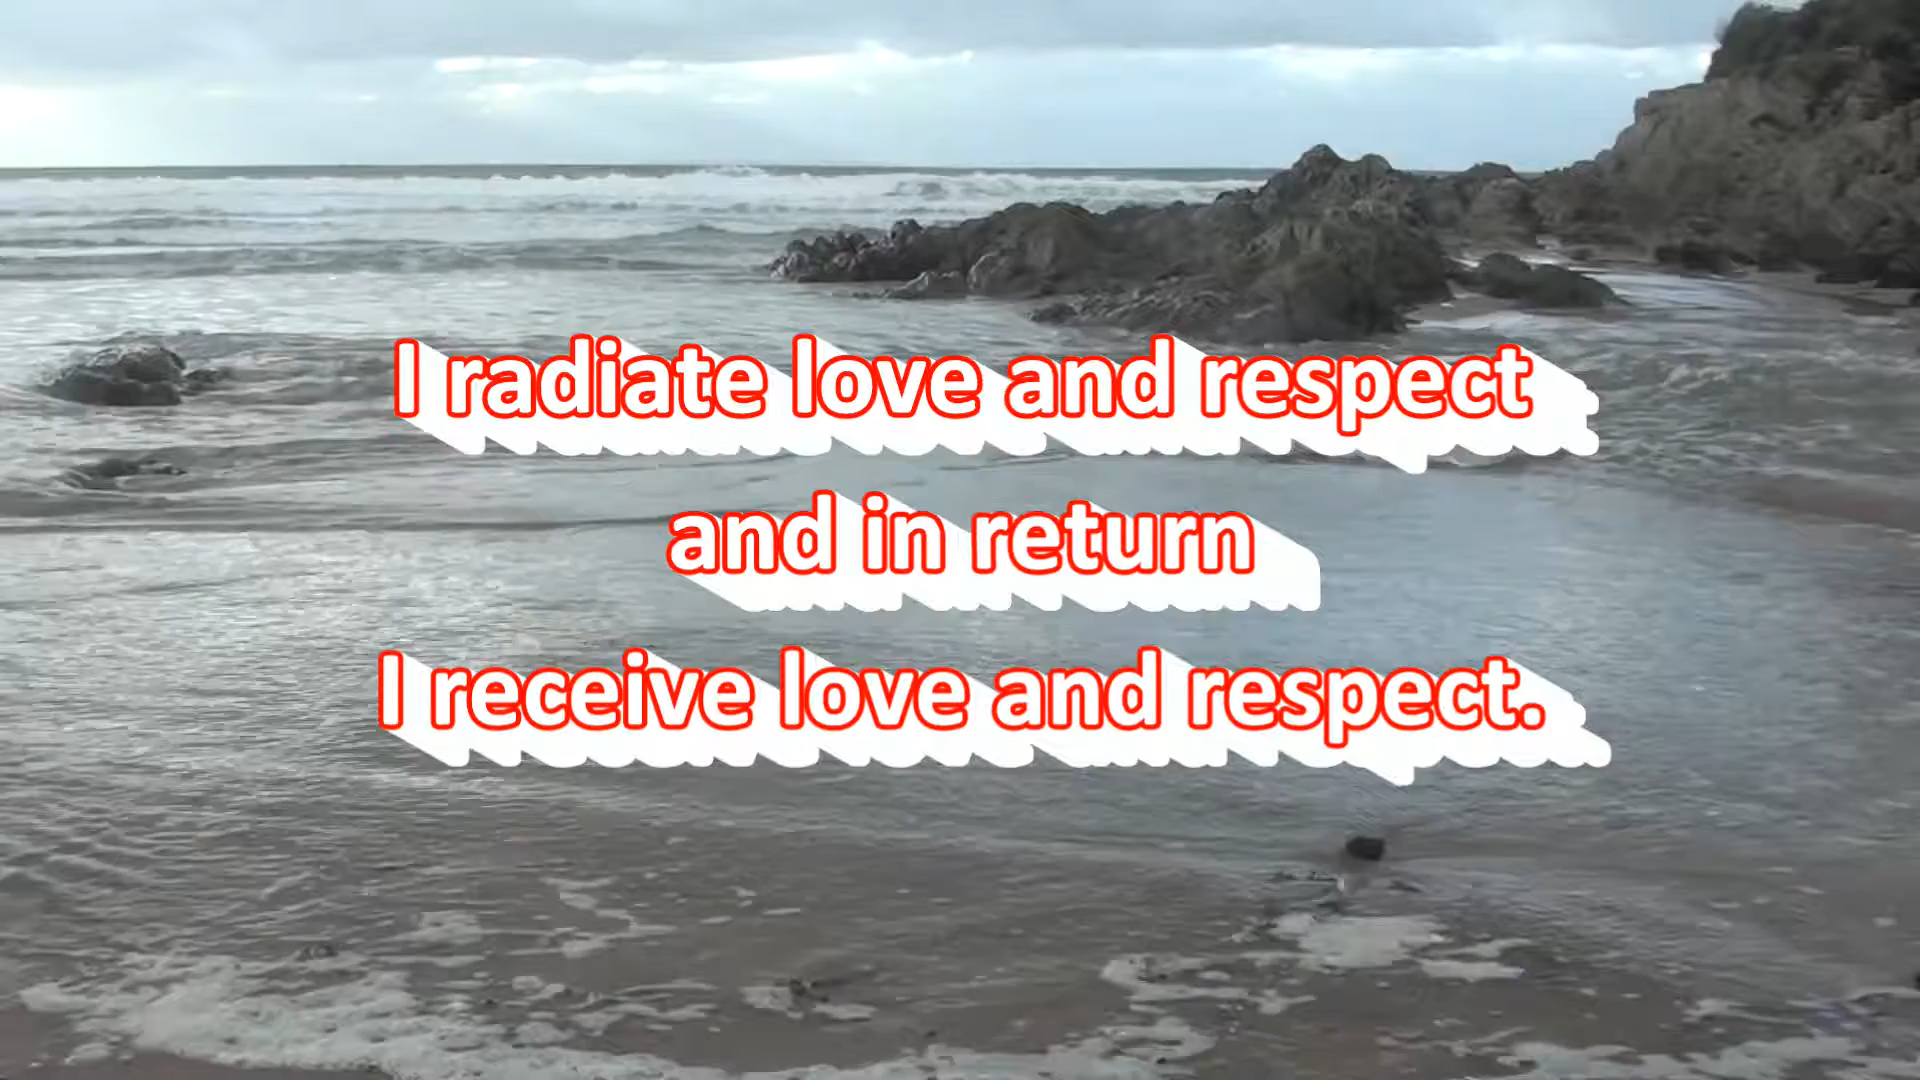 I radiate love and respect
and in return
I receive love and respect.